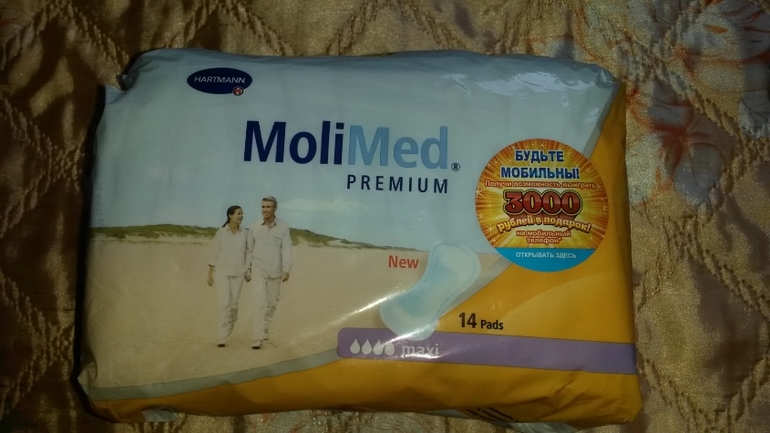 HARTMANN
MoliMed®
PREMIUM
БУДЬТЕ
МОБИЛЬНЫ!
Получи возможность выиграть
3000
Рублей в подарок!
на мобильный
телефон*
ОТКРЫВАТЬ ЗДЕСЬ
New
14 Pads
maxi